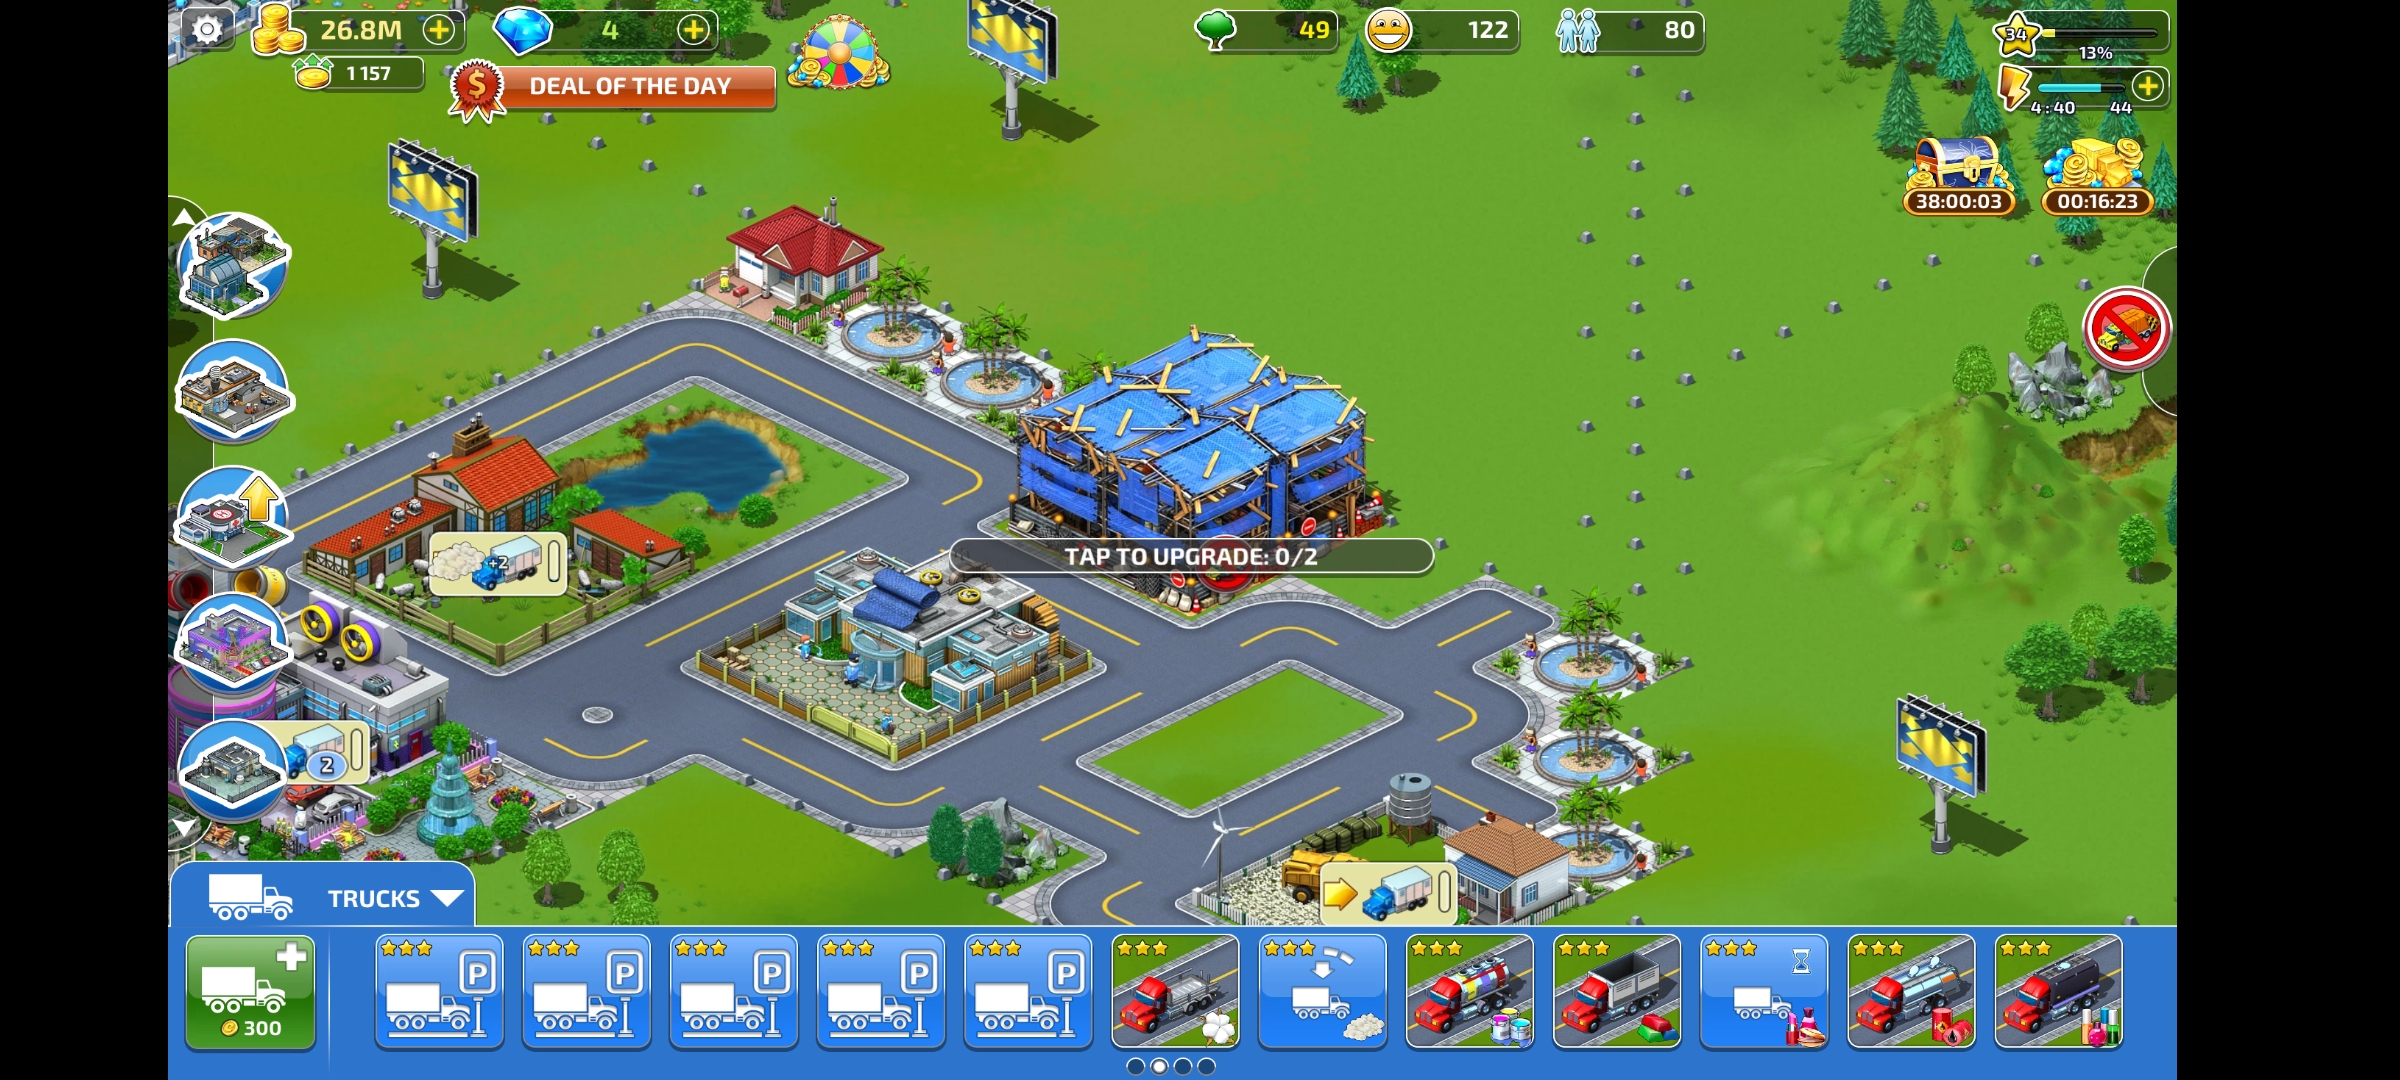 26.8M
4
49
122
80
34
13%
1 157
DEAL OF THE DAY
4:40
44
38:00:03
00:16:23
+2
TAP TO UPGRADE: 0/2
2
TRUCKS
300
P
P
P
P
P